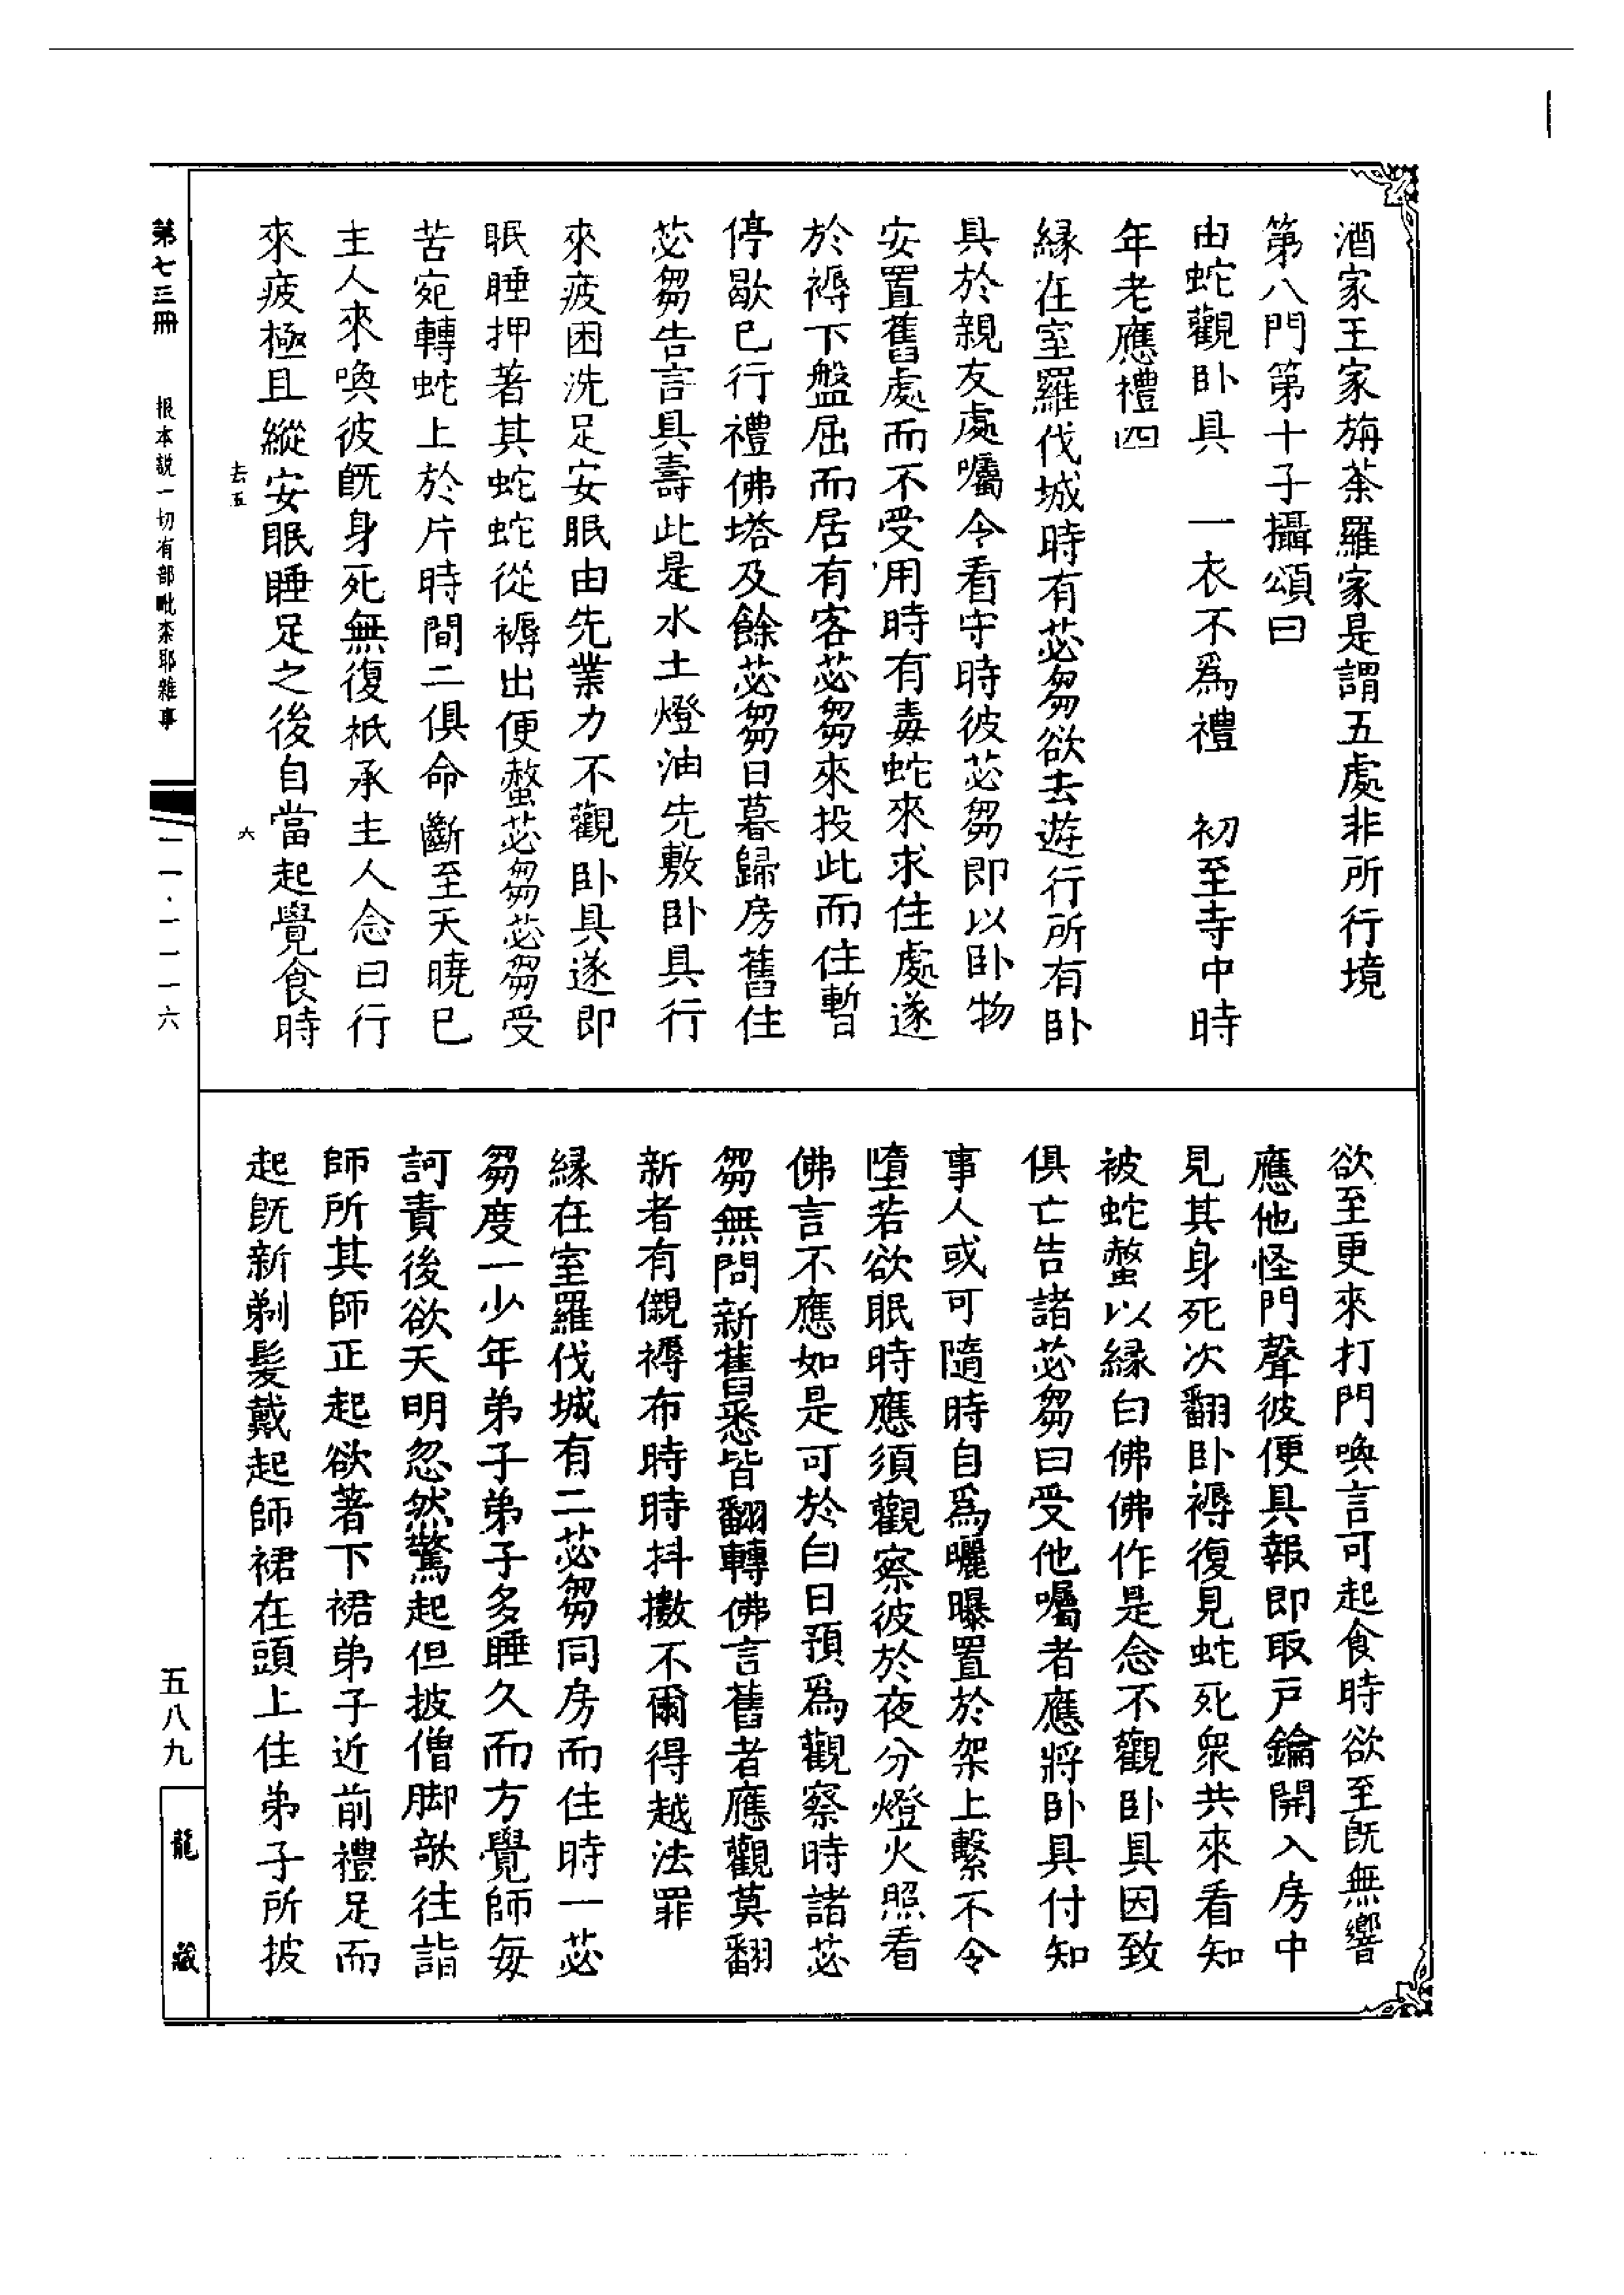 酒家王家旃荼羅家是謂五處非所行境
第八門第十子攝頌曰
由蛇觀卧具　一衣不爲禮　初至寺中時
年老應禮四
緣在室羅伐城時有苾芻欲去遊行所有卧
具於親友處囑令看守時彼苾芻即以卧物
安置舊處而不受用時有毒蛇來求住處遂
於褥下盤屈而居有客苾芻來投此而住暫
停歇已行禮佛塔及餘苾芻日暮歸房舊住
苾芻告言具壽此是水土燈油先敷卧具行
來疲困洗足安眠由先業力不觀卧具遂即
眠睡押著其蛇蛇從褥出便螫苾芻苾芻受
苦宛轉蛇上於片時間二俱命斷至天曉已
主人來喚彼旣身死無復祇承主人念曰行
來疲極且縱安眠睡足之後自當起覺食時
欲至更來打門喚言可起食時欲至旣無響
應他怪門聲彼便具報即取戸鑰開入房中
見其身死次翻卧褥復見蛇死衆共來看知
被蛇螫以緣白佛佛作是念不觀卧具因致
俱亡告諸苾芻曰受他囑者應將卧具付知
事人或可隨時自爲曬曝置於架上繫不令
墮若欲眠時應須觀察彼於夜分燈火照看
佛言不應如是可於白日預爲觀察時諸苾
芻無問新舊悉皆翻轉佛言舊者應觀莫翻
新者有儭褥布時時抖擻不爾得越法罪
緣在室羅伐城有二苾芻同房而住時一苾
芻度一少年弟子弟子多睡久而方覺師每
訶責後欲天明忽然驚起但披僧脚敧往詣
師所其師正起欲著下裙弟子近前禮足而
起旣新剃髮戴起師裙在頭上住弟子所披
去五
六
第七三冊
根本說一切有部毗奈耶雜事
一一·一一一六
五八九
龍藏